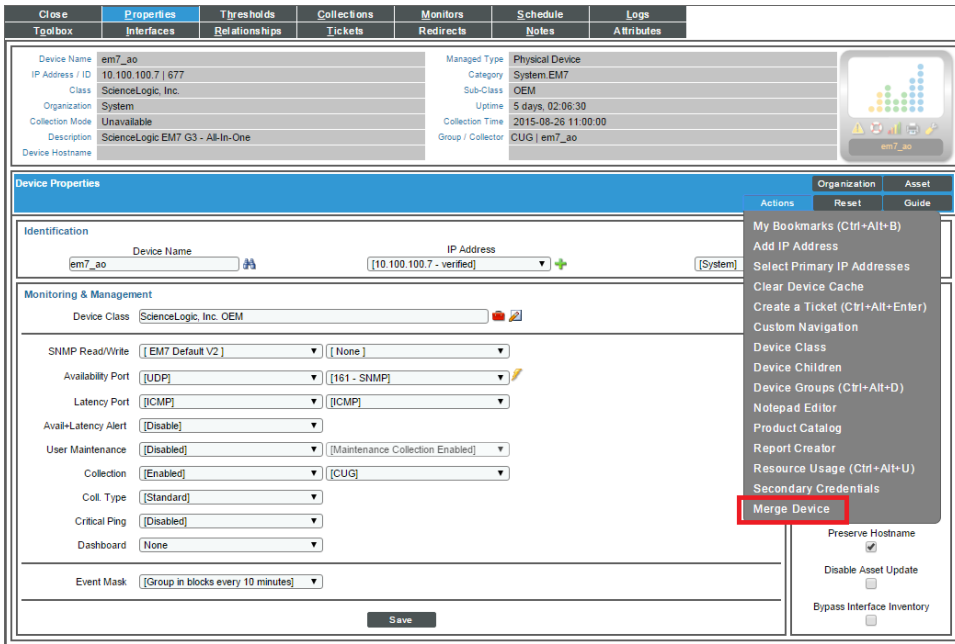 Close Properties Thresholds Collections Monitors Schedule Logs
Toolbox Interfaces Relationships Tickets Redirects Notes Attributes
Device Name em7_ao Managed Type Physical Device
IP Address / ID 10.100.100.7 | 677 Category System.EM7
Class ScienceLogic, Inc. Sub-Class OEM
Organization System Uptime 5 days, 02:06:30
Collection Mode Unavailable Collection Time 2015-08-26 11:00:00
Description ScienceLogic EM7 G3 - All-In-One Group / Collector CUG | em7_ao
Device Hostname
em7_ao
Device Properties Organization Asset
Actions Reset Guide
My Bookmarks (Ctrl+Alt+B)
Add IP Address
Select Primary IP Addresses
Clear Device Cache
Create a Ticket (Ctrl+Alt+Enter)
Custom Navigation
Device Class
Device Children
Device Groups (Ctrl+Alt+D)
Notepad Editor
Product Catalog
Report Creator
Resource Usage (Ctrl+Alt+U)
Secondary Credentials
Merge Device
Identification
Device Name IP Address
em7_ao [10.100.100.7 - verified] [System]
Monitoring & Management
Device Class ScienceLogic, Inc. OEM
SNMP Read/Write [ EM7 Default V2 ] [ None ]
Availability Port [UDP] [161 - SNMP]
Latency Port [ICMP] [ICMP]
Avail+Latency Alert [Disable]
User Maintenance [Disabled] [Maintenance Collection Enabled]
Collection [Enabled] [CUG]
Coll. Type [Standard]
Critical Ping [Disabled]
Dashboard None
Event Mask [Group in blocks every 10 minutes]
Save
Preserve Hostname
Disable Asset Update
Bypass Interface Inventory